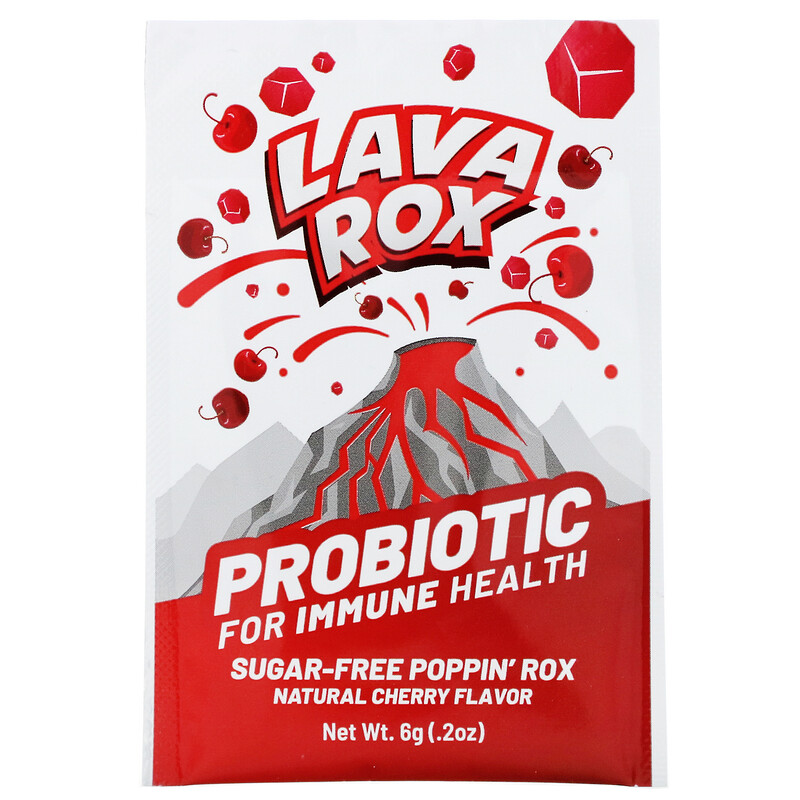 LAVA
ROX
PROBIOTIC
FOR IMMUNE HEALTH
SUGAR-FREE POPPIN' ROX
NATURAL CHERRY FLAVOR
Net Wt. 6g (.2oz)